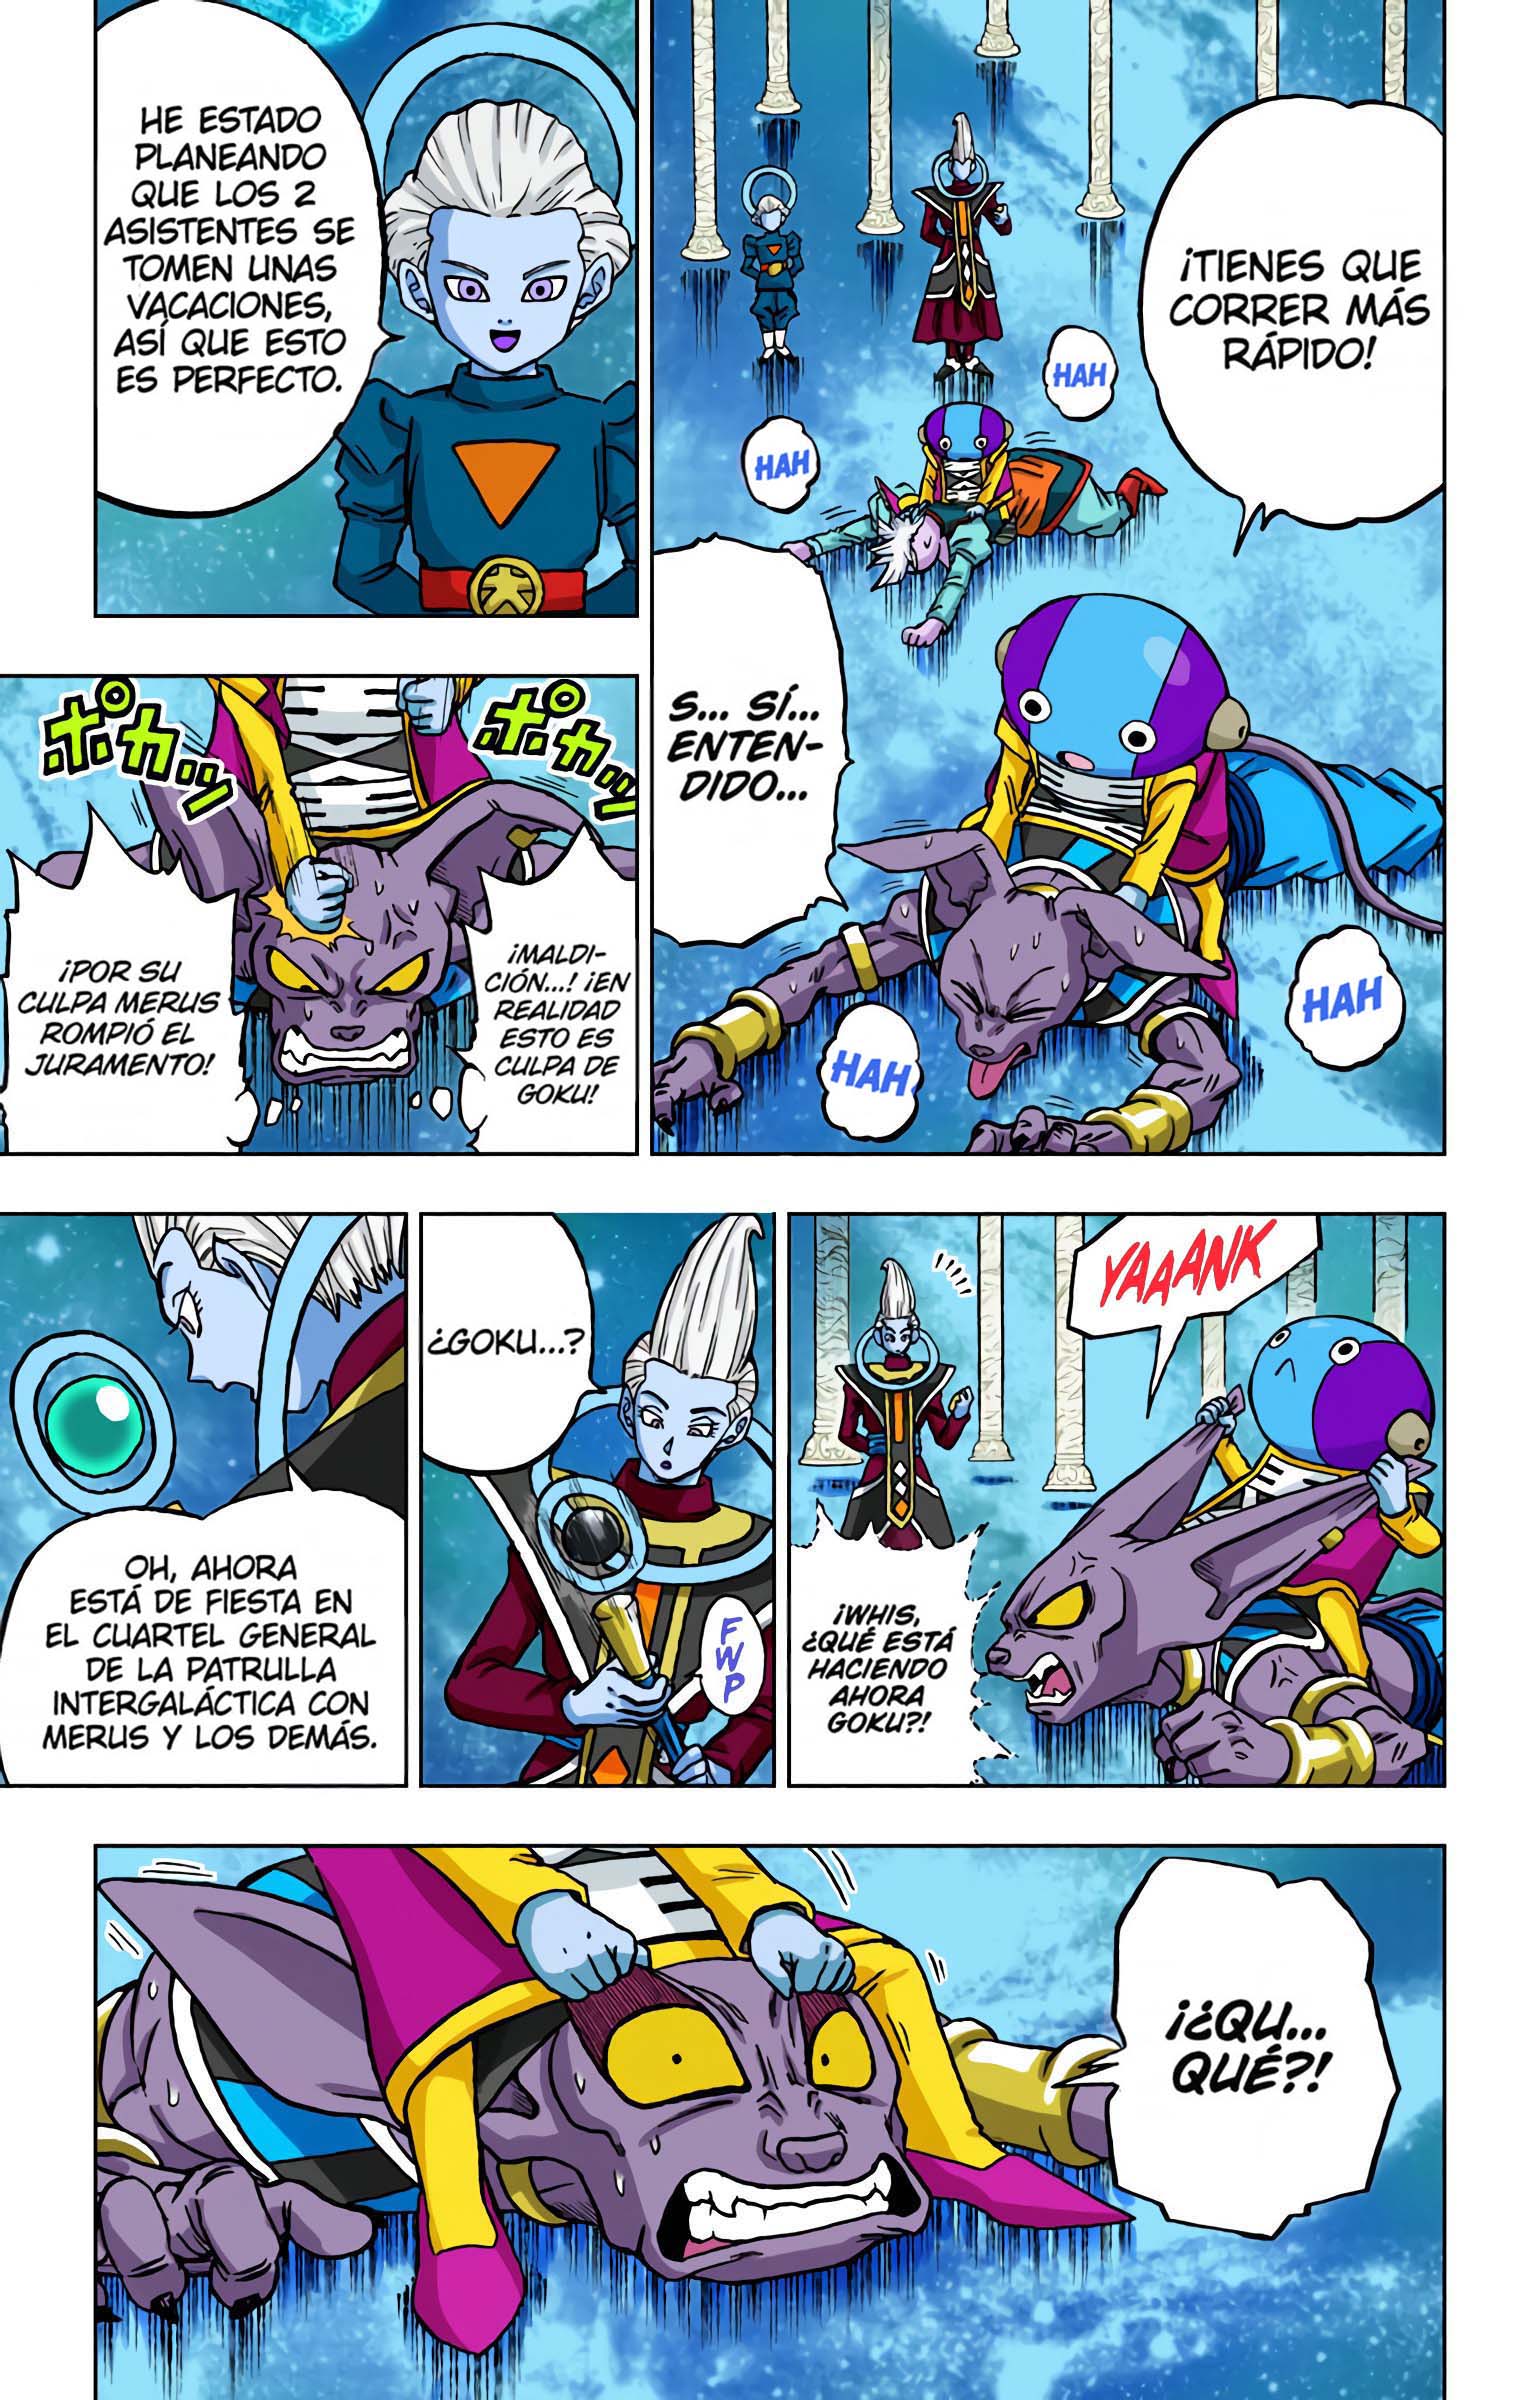 ¡TIENES QUE
CORRER MÁS
RÁPIDO!
HAH
HAH
S... SÍ...
ENTEN-
DIDO...
HAH
HAH
HE ESTADO
PLANEANDO
QUE LOS 2
ASISTENTES SE
TOMEN UNAS
VACACIONES,
ASÍ QUE ESTO
ES PERFECTO.
ポカッ
ポカッ
¡MALDI-
CIÓN...! ¡EN
REALIDAD
ESTO ES
CULPA DE
GOKU!
¡POR SU
CULPA MERUS
ROMPIÓ EL
JURAMENTO!
YAAANK
¡WHIS,
¿QUÉ ESTÁ
HACIENDO
AHORA
GOKU?!
¿GOKU...?
FWP
OH, AHORA
ESTÁ DE FIESTA EN
EL CUARTEL GENERAL
DE LA PATRULLA
INTERGALÁCTICA CON
MERUS Y LOS DEMÁS.
¡¿QU...
QUÉ?!